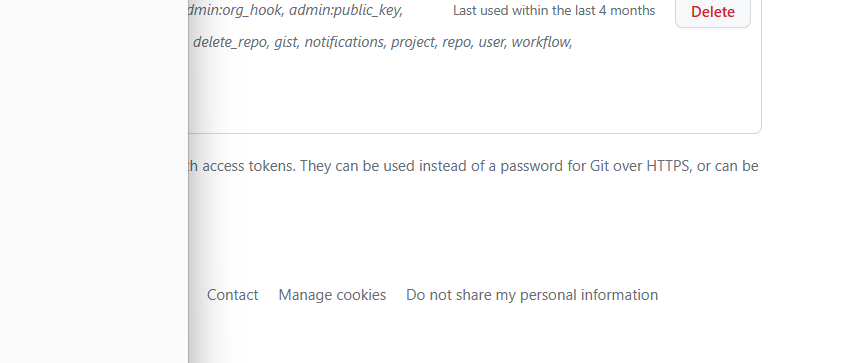 dmin:org_hook, admin:public_key, Last used within the last 4 months Delete
delete_repo, gist, notifications, project, repo, user, workflow,
access tokens. They can be used instead of a password for Git over HTTPS, or can be
Contact Manage cookies Do not share my personal information